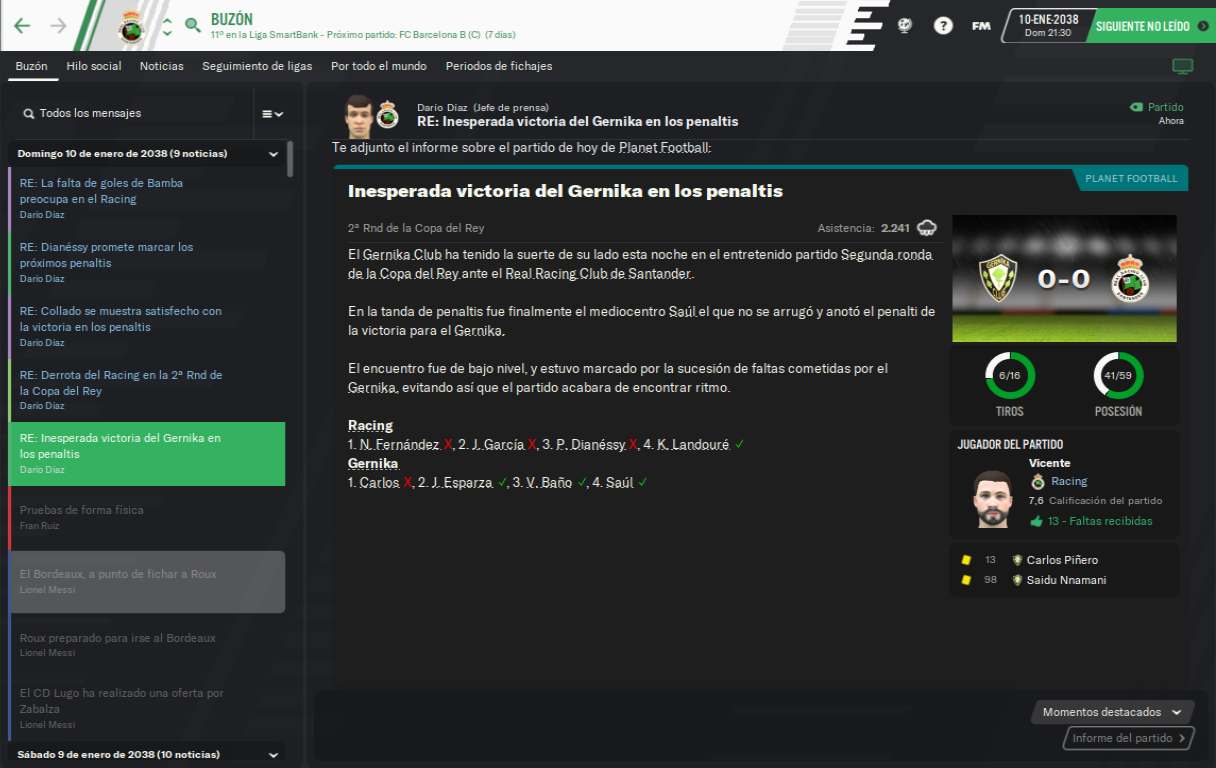 BUZÓN
11º en la Liga SmartBank - Próximo partido: FC Barcelona B (C) (7 días)
FM
10-ENE-2038
Dom 21:30
SIGUIENTE NO LEÍDO
Buzón Hilo social Noticias Seguimiento de ligas Por todo el mundo Periodos de fichajes
Todos los mensajes
Domingo 10 de enero de 2038 (9 noticias)
RE: La falta de goles de Bamba
preocupa en el Racing
Darío Díaz
RE: Dianéssy promete marcar los
próximos penaltis
Darío Díaz
RE: Collado se muestra satisfecho con
la victoria en los penaltis
Darío Díaz
RE: Derrota del Racing en la 2ª Rnd de
la Copa del Rey
Darío Díaz
RE: Inesperada victoria del Gernika en
los penaltis
Darío Díaz
Pruebas de forma física
Fran Ruiz
El Bordeaux, a punto de fichar a Roux
Lionel Messi
Roux preparado para irse al Bordeaux
Lionel Messi
El CD Lugo ha realizado una oferta por
Zabalza
Lionel Messi
Sábado 9 de enero de 2038 (10 noticias)
Darío Díaz (Jefe de prensa)
RE: Inesperada victoria del Gernika en los penaltis
Partido
Ahora
Te adjunto el informe sobre el partido de hoy de Planet Football:
PLANET FOOTBALL
Inesperada victoria del Gernika en los penaltis
2ª Rnd de la Copa del Rey
Asistencia: 2.241
El Gernika Club ha tenido la suerte de su lado esta noche en el entretenido partido Segunda ronda
de la Copa del Rey ante el Real Racing Club de Santander.
En la tanda de penaltis fue finalmente el mediocentro Saúl el que no se arrugó y anotó el penalti de
la victoria para el Gernika.
El encuentro fue de bajo nivel, y estuvo marcado por la sucesión de faltas cometidas por el
Gernika, evitando así que el partido acabara de encontrar ritmo.
Racing
1. N. Fernández X, 2. J. García X, 3. P. Dianéssy X, 4. K. Landouré ✓
Gernika
1. Carlos X, 2. J. Esparza ✓, 3. V. Baño ✓, 4. Saúl ✓
GERNIKA
CLUB
0-0
6/16
TIROS
41/59
POSESIÓN
JUGADOR DEL PARTIDO
Vicente
Racing
7,6 Calificación del partido
13 - Faltas recibidas
13 Carlos Piñero
98 Saidu Nnamani
Momentos destacados
Informe del partido